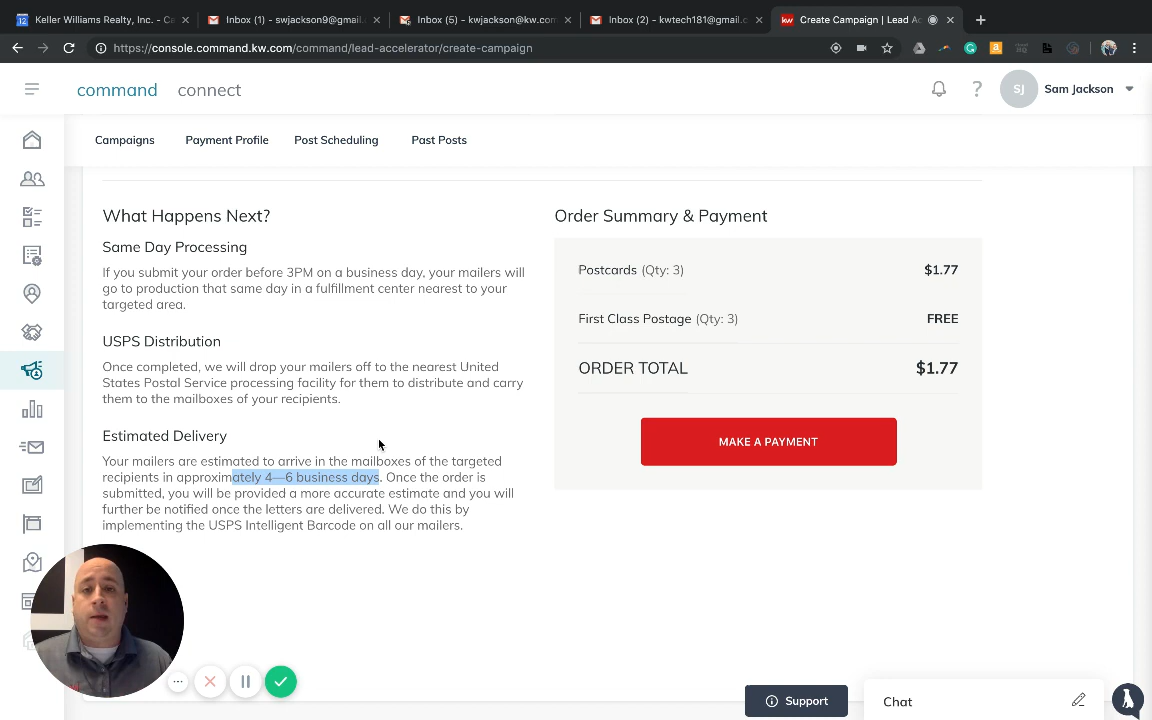 Keller Williams Realty, Inc. - Ca
Inbox (1) - swjackson9@gmail.
Inbox (5) - kwjackson@kw.com
Inbox (2) - kwtech181@gmail.c
kw
Create Campaign | Lead Ac
https://console.command.kw.com/command/lead-accelerator/create-campaign
command
connect
?
SJ
Sam Jackson
Campaigns
Payment Profile
Post Scheduling
Past Posts
What Happens Next?
Same Day Processing
If you submit your order before 3PM on a business day, your mailers will
go to production that same day in a fulfillment center nearest to your
targeted area.
USPS Distribution
Once completed, we will drop your mailers off to the nearest United
States Postal Service processing facility for them to distribute and carry
them to the mailboxes of your recipients.
Estimated Delivery
Your mailers are estimated to arrive in the mailboxes of the targeted
recipients in approximately 4—6 business days. Once the order is
submitted, you will be provided a more accurate estimate and you will
further be notified once the letters are delivered. We do this by
implementing the USPS Intelligent Barcode on all our mailers.
Order Summary & Payment
Postcards (Qty: 3) $1.77
First Class Postage (Qty: 3) FREE
ORDER TOTAL $1.77
MAKE A PAYMENT
Support
Chat